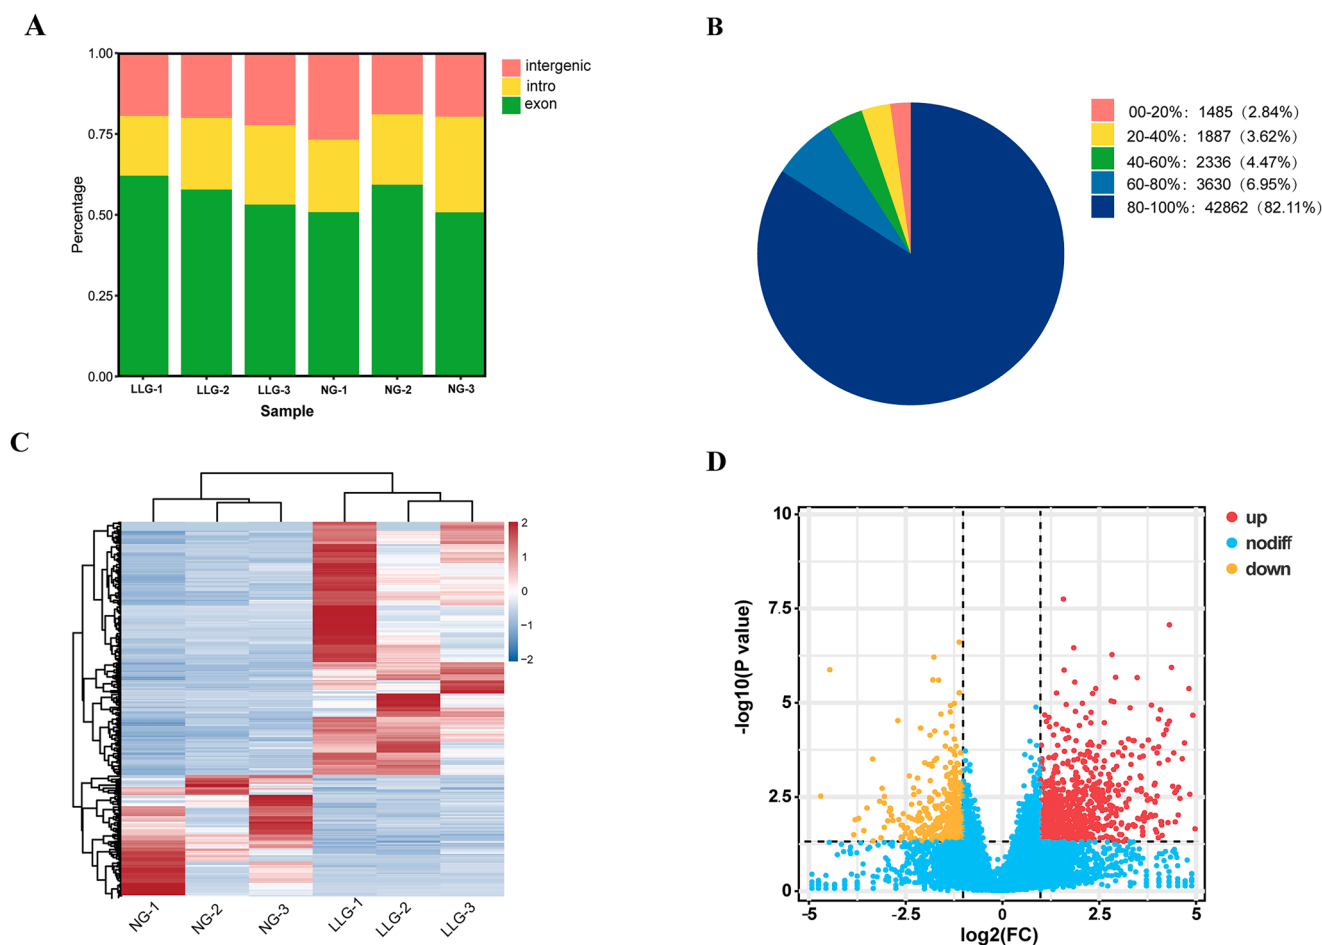 A
1.00
0.75
0.50
0.25
0.00
Percentage
LLG-1 LLG-2 LLG-3 NG-1 NG-2 NG-3
Sample
intergenic
intro
exon
B
00-20%: 1485 (2.84%)
20-40%: 1887 (3.62%)
40-60%: 2336 (4.47%)
60-80%: 3630 (6.95%)
80-100%: 42862 (82.11%)
C
2
1
0
−1
−2
NG-1 NG-2 NG-3 LLG-1 LLG-2 LLG-3
D
10
7.5
5
2.5
0
-log10(P value)
-5 -2.5 0 2.5 5
log2(FC)
up
nodiff
down